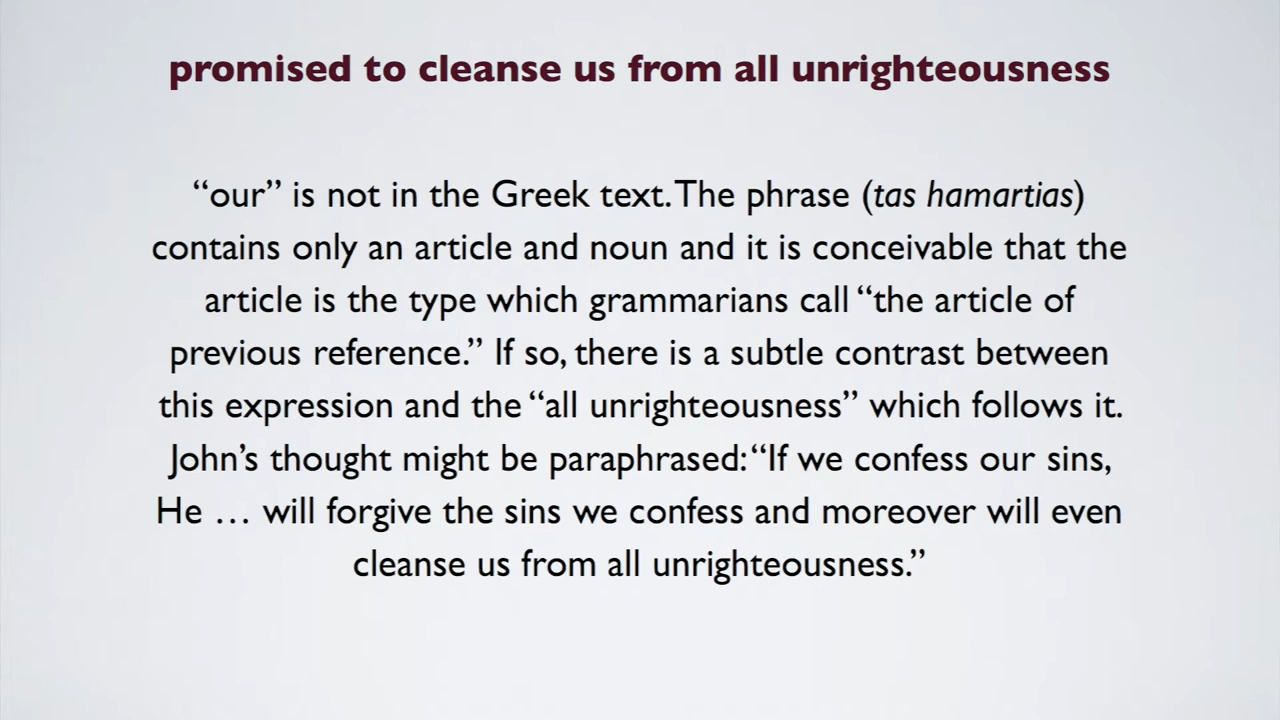 promised to cleanse us from all unrighteousness
“our” is not in the Greek text. The phrase (tas hamartias)
contains only an article and noun and it is conceivable that the
article is the type which grammarians call “the article of
previous reference.” If so, there is a subtle contrast between
this expression and the “all unrighteousness” which follows it.
John’s thought might be paraphrased: “If we confess our sins,
He … will forgive the sins we confess and moreover will even
cleanse us from all unrighteousness.”